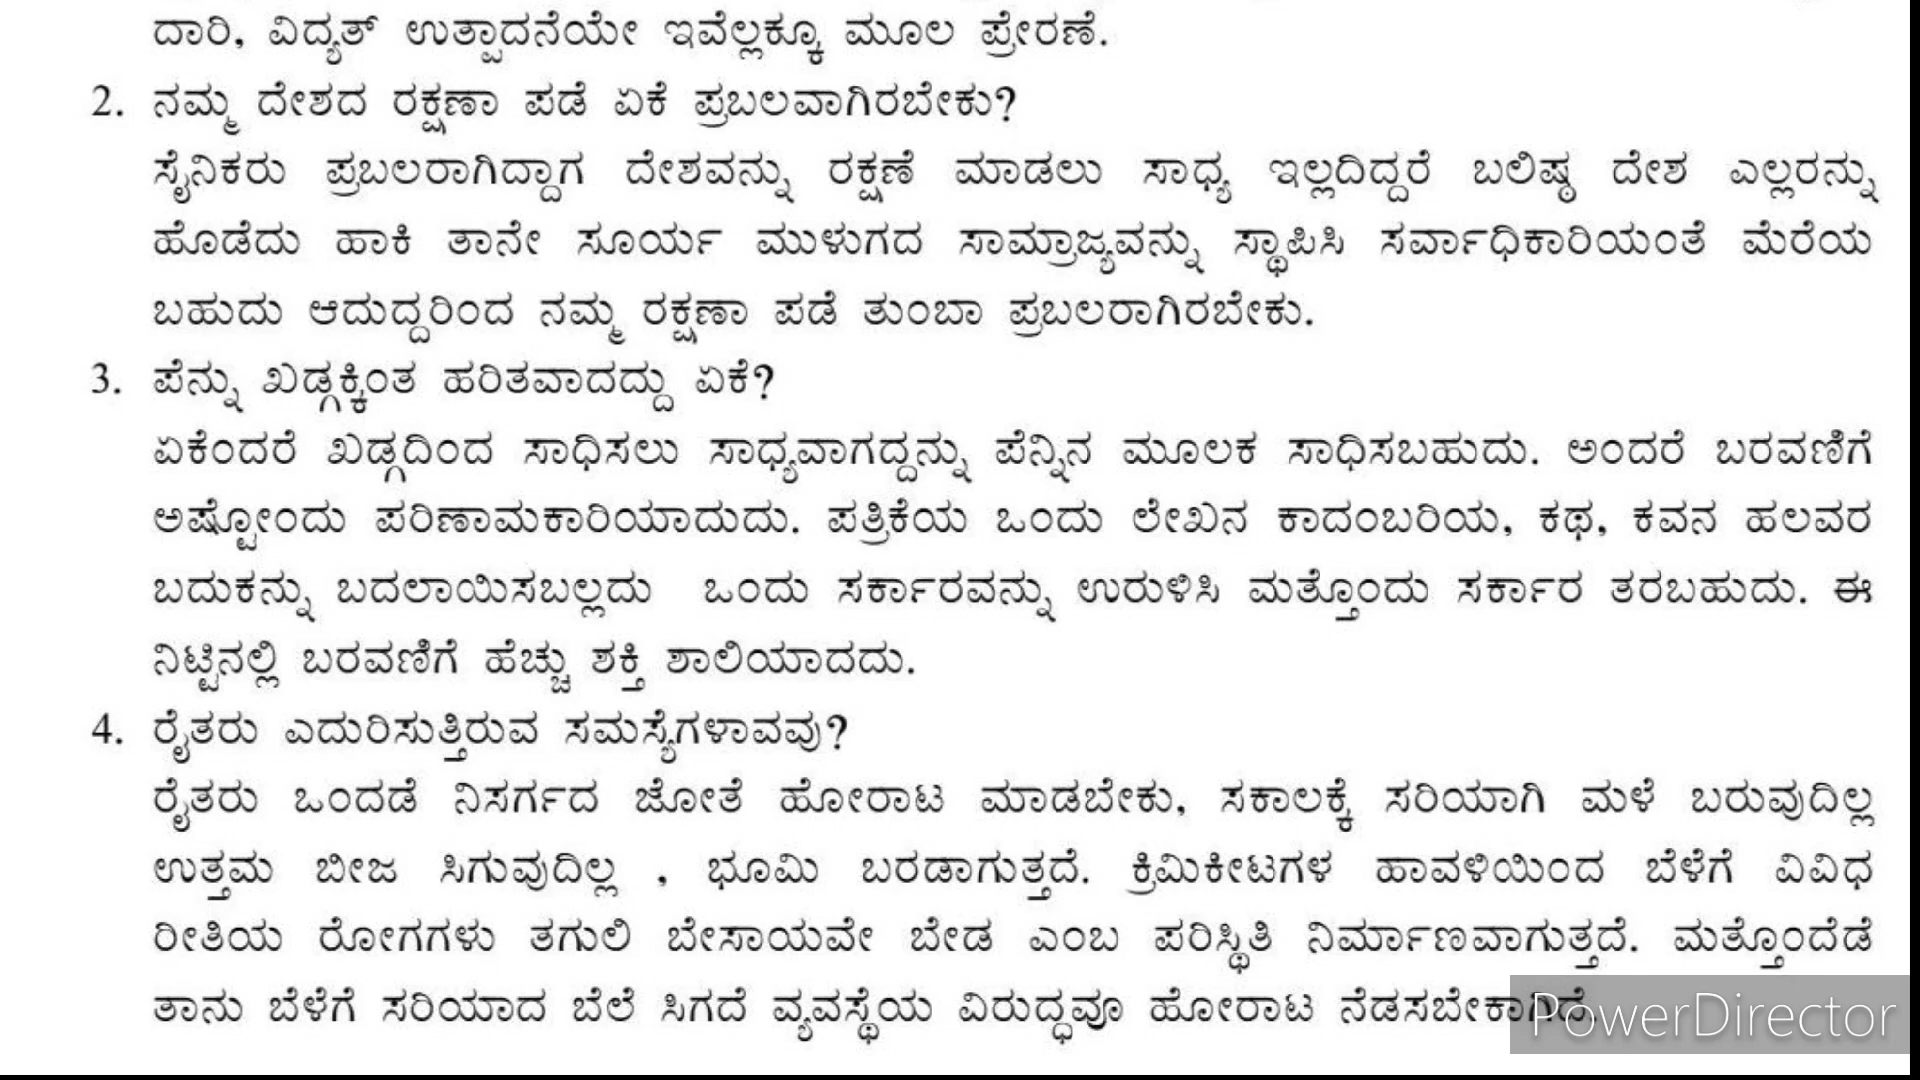 ದಾರಿ, ವಿದ್ಯತ್ ಉತ್ಪಾದನೆಯೇ ಇವೆಲ್ಲಕ್ಕೂ ಮೂಲ ಪ್ರೇರಣೆ.
2. ನಮ್ಮ ದೇಶದ ರಕ್ಷಣಾ ಪಡೆ ಏಕೆ ಪ್ರಬಲವಾಗಿರಬೇಕು?
ಸೈನಿಕರು ಪ್ರಬಲರಾಗಿದ್ದಾಗ ದೇಶವನ್ನು ರಕ್ಷಣೆ ಮಾಡಲು ಸಾಧ್ಯ ಇಲ್ಲದಿದ್ದರೆ ಬಲಿಷ್ಠ ದೇಶ ಎಲ್ಲರನ್ನು
ಹೊಡೆದು ಹಾಕಿ ತಾನೇ ಸೂರ್ಯ ಮುಳುಗದ ಸಾಮ್ರಾಜ್ಯವನ್ನು ಸ್ಥಾಪಿಸಿ ಸರ್ವಾಧಿಕಾರಿಯಂತೆ ಮೆರೆಯ
ಬಹುದು ಆದುದ್ದರಿಂದ ನಮ್ಮ ರಕ್ಷಣಾ ಪಡೆ ತುಂಬಾ ಪ್ರಬಲರಾಗಿರಬೇಕು.
3. ಪೆನ್ನು ಖಡ್ಗಕ್ಕಿಂತ ಹರಿತವಾದದ್ದು ಏಕೆ?
ಏಕೆಂದರೆ ಖಡ್ಗದಿಂದ ಸಾಧಿಸಲು ಸಾಧ್ಯವಾಗದ್ದನ್ನು ಪೆನ್ನಿನ ಮೂಲಕ ಸಾಧಿಸಬಹುದು. ಅಂದರೆ ಬರವಣಿಗೆ
ಅಷ್ಟೋಂದು ಪರಿಣಾಮಕಾರಿಯಾದುದು. ಪತ್ರಿಕೆಯ ಒಂದು ಲೇಖನ ಕಾದಂಬರಿಯ, ಕಥ, ಕವನ ಹಲವರ
ಬದುಕನ್ನು ಬದಲಾಯಿಸಬಲ್ಲದು ಒಂದು ಸರ್ಕಾರವನ್ನು ಉರುಳಿಸಿ ಮತ್ತೊಂದು ಸರ್ಕಾರ ತರಬಹುದು. ಈ
ನಿಟ್ಟಿನಲ್ಲಿ ಬರವಣಿಗೆ ಹೆಚ್ಚು ಶಕ್ತಿ ಶಾಲಿಯಾದದು.
4. ರೈತರು ಎದುರಿಸುತ್ತಿರುವ ಸಮಸ್ಯೆಗಳಾವವು?
ರೈತರು ಒಂದಡೆ ನಿಸರ್ಗದ ಜೋತೆ ಹೋರಾಟ ಮಾಡಬೇಕು, ಸಕಾಲಕ್ಕೆ ಸರಿಯಾಗಿ ಮಳೆ ಬರುವುದಿಲ್ಲ
ಉತ್ತಮ ಬೀಜ ಸಿಗುವುದಿಲ್ಲ , ಭೂಮಿ ಬರಡಾಗುತ್ತದೆ. ಕ್ರಿಮಿಕೀಟಗಳ ಹಾವಳಿಯಿಂದ ಬೆಳೆಗೆ ವಿವಿಧ
ರೀತಿಯ ರೋಗಗಳು ತಗುಲಿ ಬೇಸಾಯವೇ ಬೇಡ ಎಂಬ ಪರಿಸ್ಥಿತಿ ನಿರ್ಮಾಣವಾಗುತ್ತದೆ. ಮತ್ತೊಂದೆಡೆ
ತಾನು ಬೆಳೆಗೆ ಸರಿಯಾದ ಬೆಲೆ ಸಿಗದೆ ವ್ಯವಸ್ಥೆಯ ವಿರುದ್ಧವೂ ಹೋರಾಟ ನೆಡಸಬೇಕಾಗಿದೆ.
PowerDirector